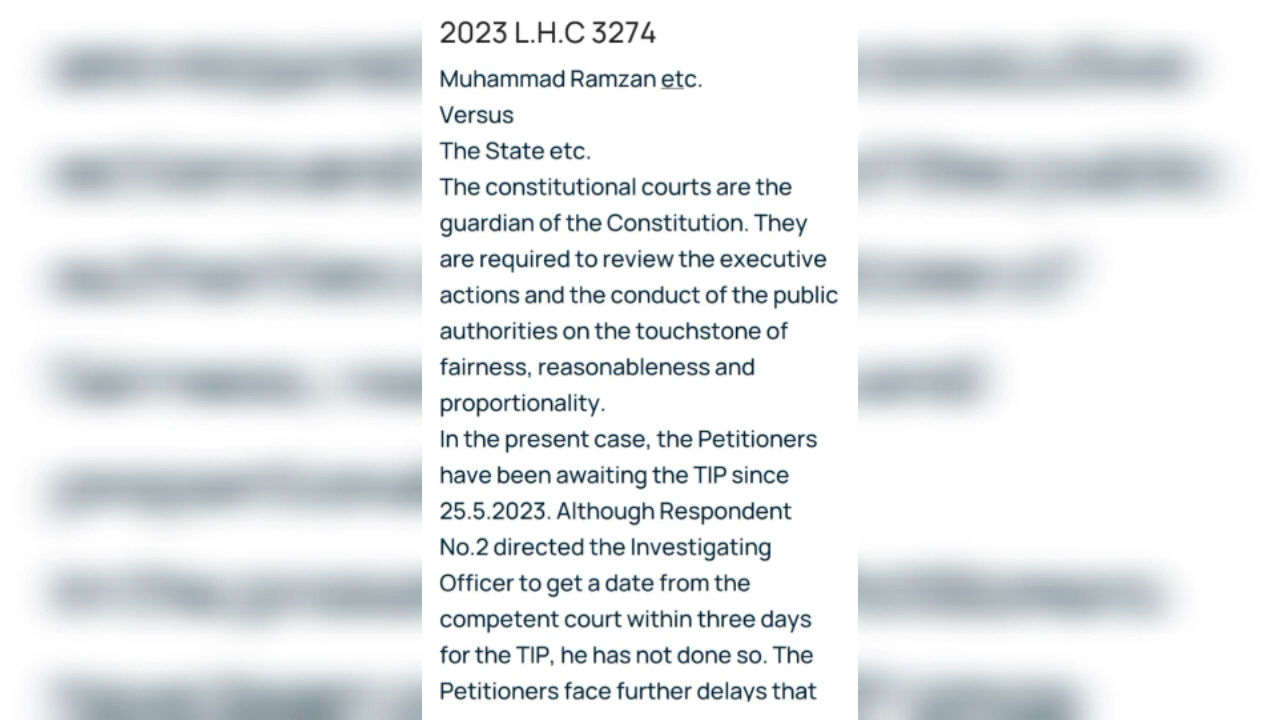 2023 L.H.C 3274
Muhammad Ramzan etc.
Versus
The State etc.
The constitutional courts are the
guardian of the Constitution. They
are required to review the executive
actions and the conduct of the public
authorities on the touchstone of
fairness, reasonableness and
proportionality.
In the present case, the Petitioners
have been awaiting the TIP since
25.5.2023. Although Respondent
No.2 directed the Investigating
Officer to get a date from the
competent court within three days
for the TIP, he has not done so. The
Petitioners face further delays that